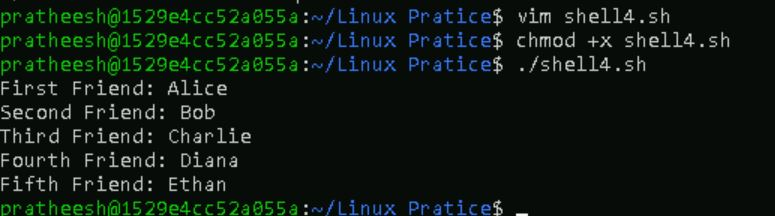 pratheesh@1529e4cc52a055a:~/Linux Pratice$ vim shell4.sh
pratheesh@1529e4cc52a055a:~/Linux Pratice$ chmod +x shell4.sh
pratheesh@1529e4cc52a055a:~/Linux Pratice$ ./shell4.sh
First Friend: Alice
Second Friend: Bob
Third Friend: Charlie
Fourth Friend: Diana
Fifth Friend: Ethan
pratheesh@1529e4cc52a055a:~/Linux Pratice$ _